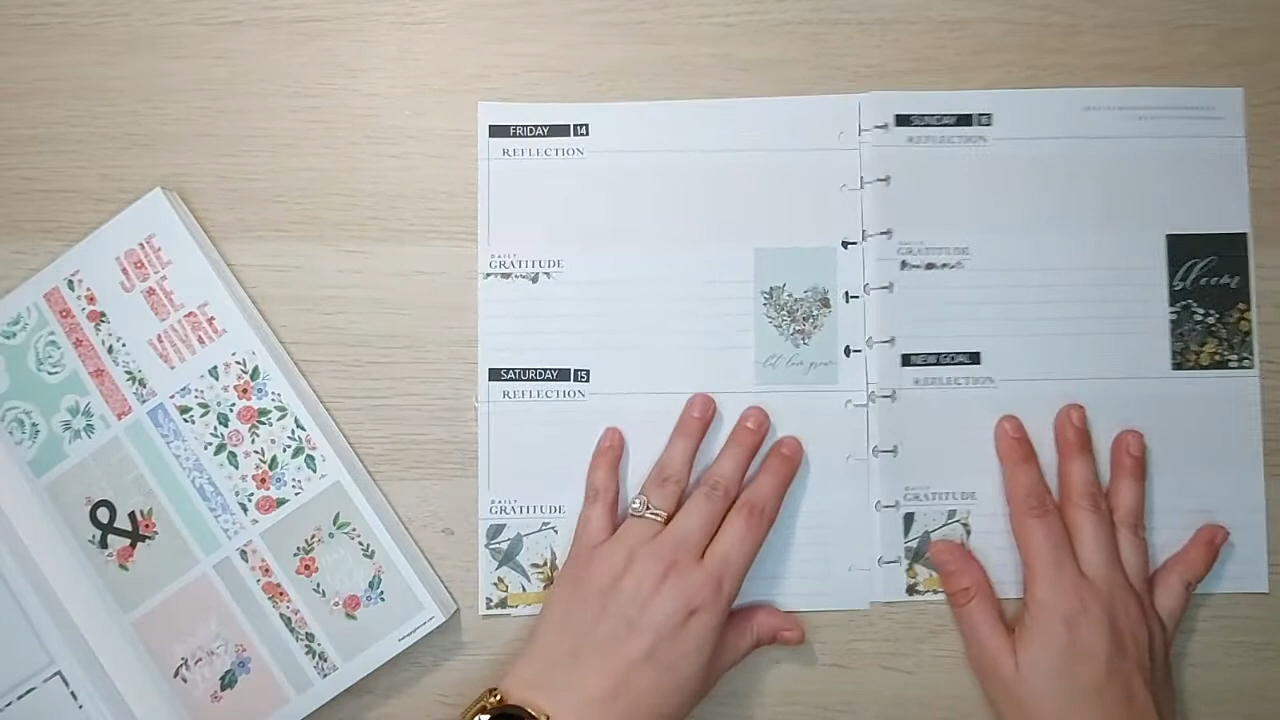 JOIE
DE
VIVRE
FRIDAY 14
REFLECTION
DAILY
GRATITUDE
let love grow
SATURDAY 15
REFLECTION
DAILY
GRATITUDE
SUNDAY 16
REFLECTION
DAILY
GRATITUDE
bloom
NEW GOAL
REFLECTION
DAILY
GRATITUDE